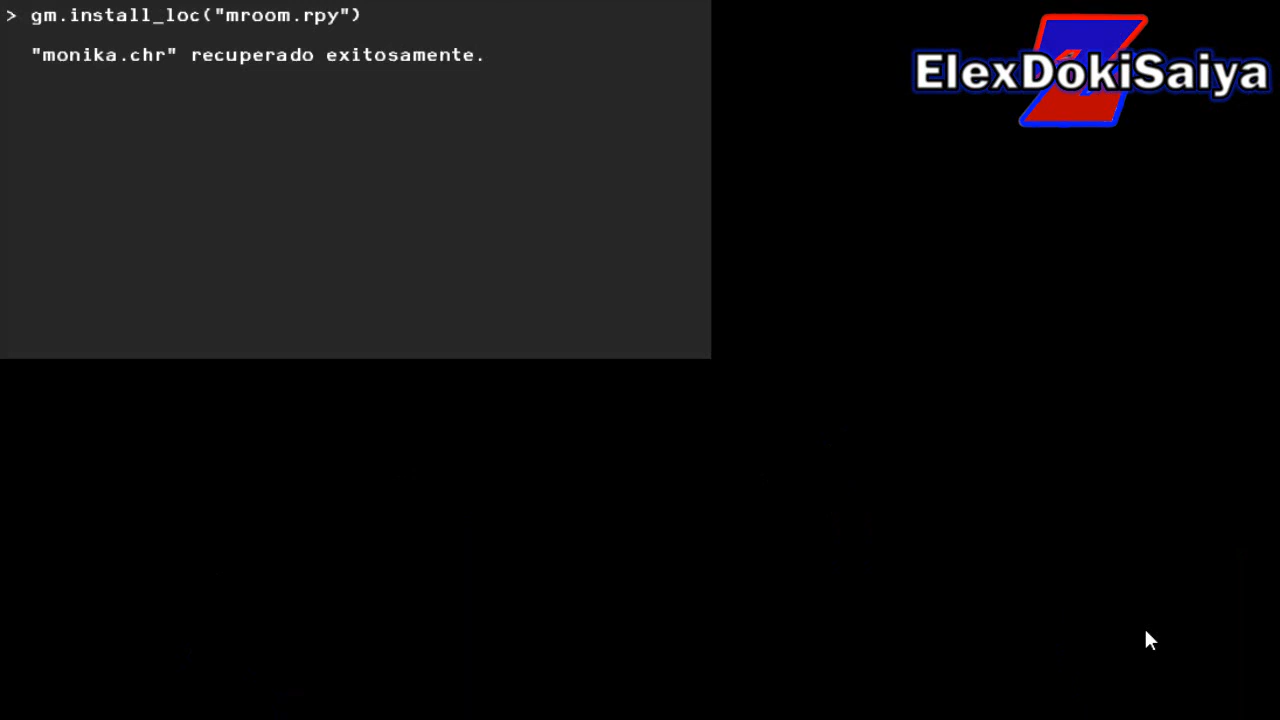 > gm.install_loc("mroom.rpy")
"monika.chr" recuperado exitosamente.
ElexDokiSaiya